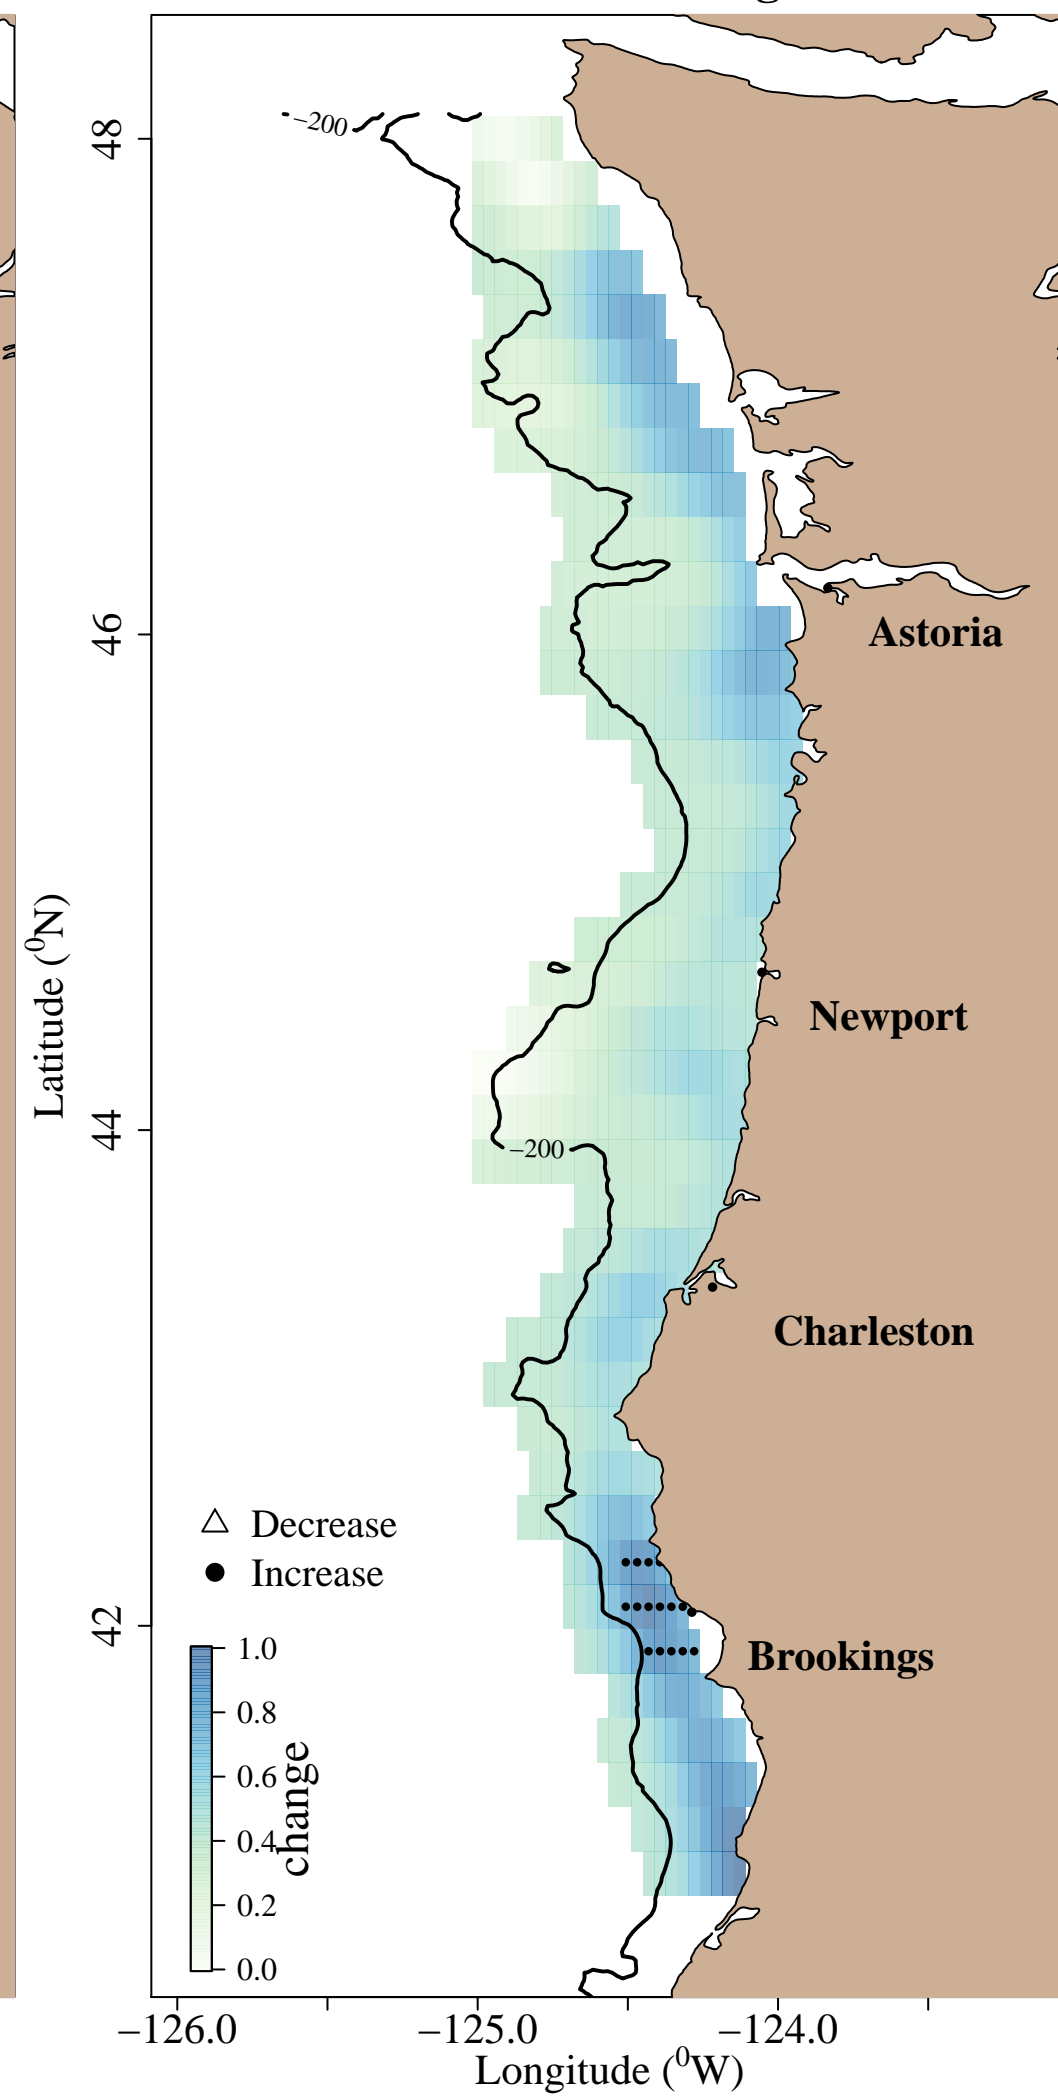 g
−200
48
46
44
42
Latitude (⁰N)
Astoria
Newport
−200
Charleston
Decrease
Increase
Brookings
1.0
0.8
0.6
0.4
0.2
0.0
change
−126.0 −125.0 −124.0
Longitude (⁰W)